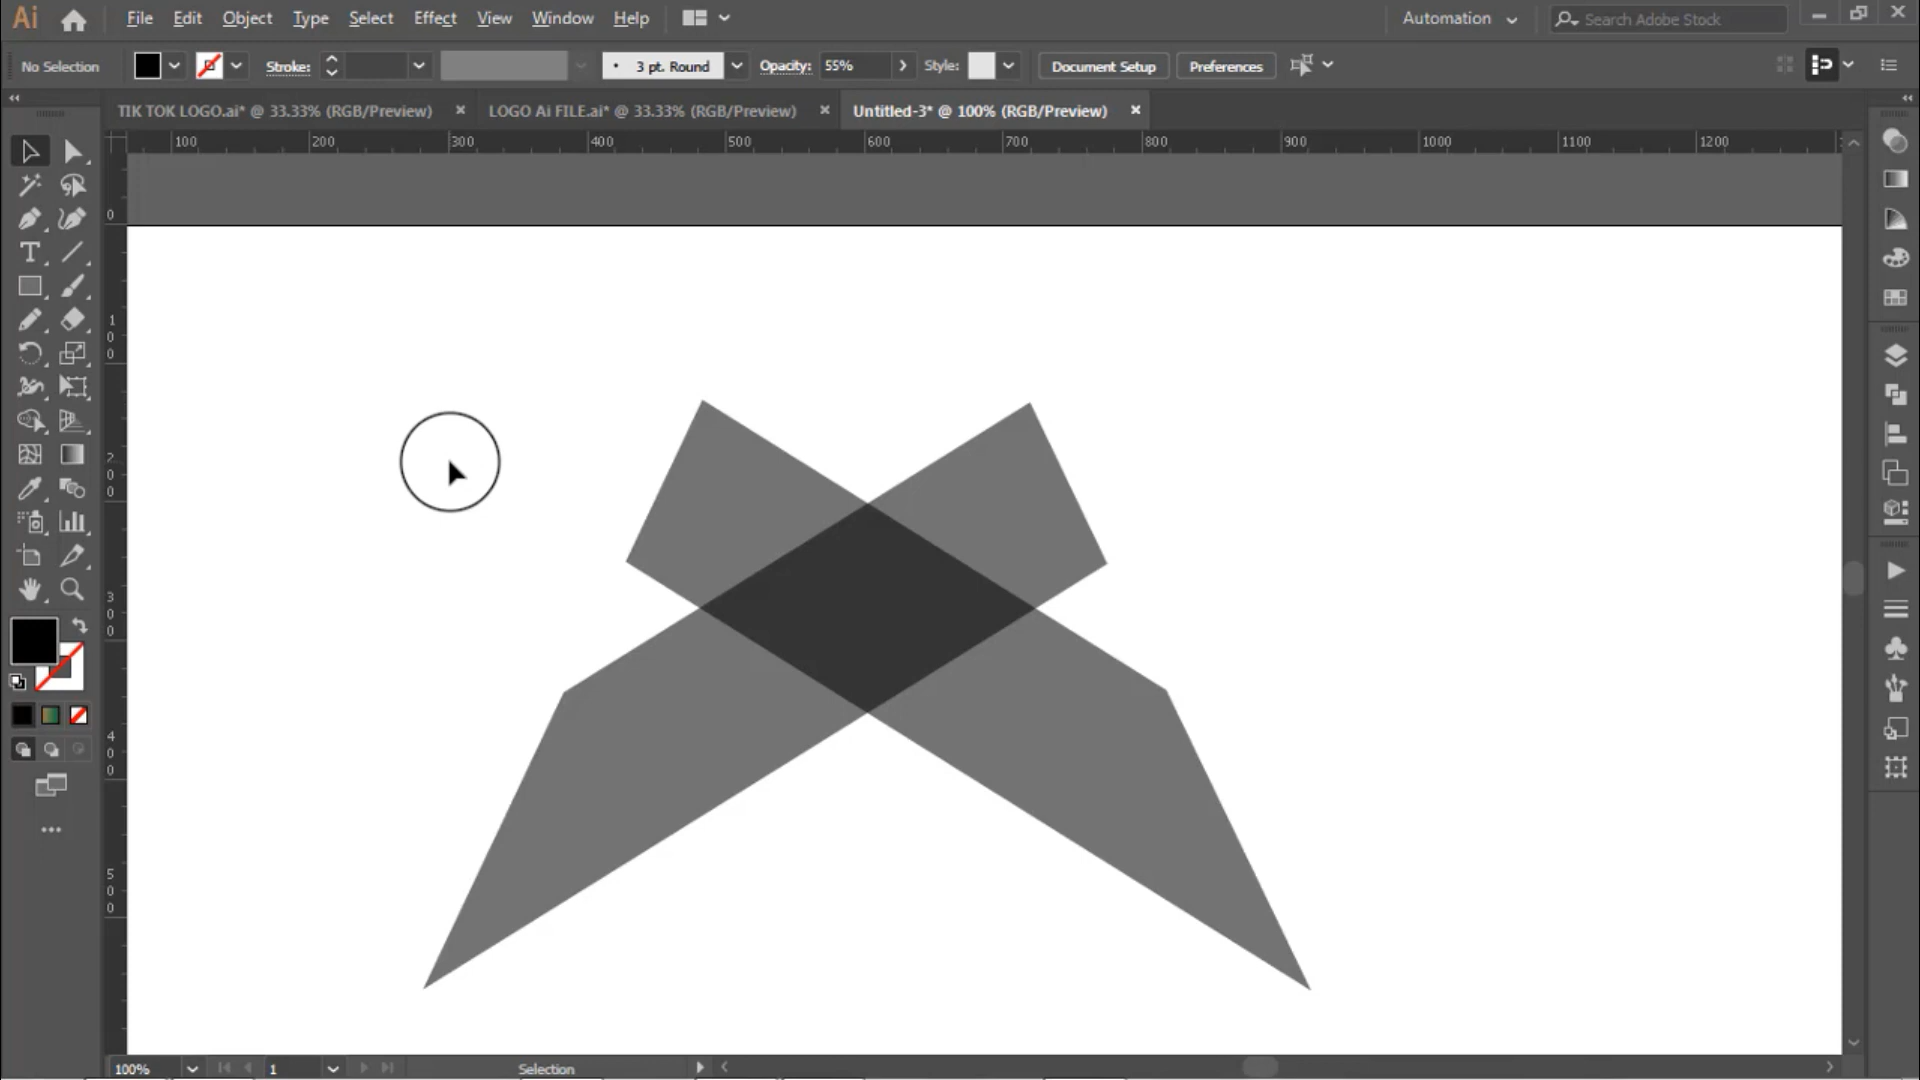 Ai File Edit Object Type Select Effect View Window Help Automation Search Adobe Stock
No Selection Stroke: 3 pt. Round Opacity: 55% Style: Document Setup Preferences
TIK TOK LOGO.ai* @ 33.33% (RGB/Preview) LOGO Ai FILE.ai* @ 33.33% (RGB/Preview) Untitled-3* @ 100% (RGB/Preview)
100 200 300 400 500 600 700 800 900 1000 1100 1200
0
100
200
300
400
500
100% 1 Selection